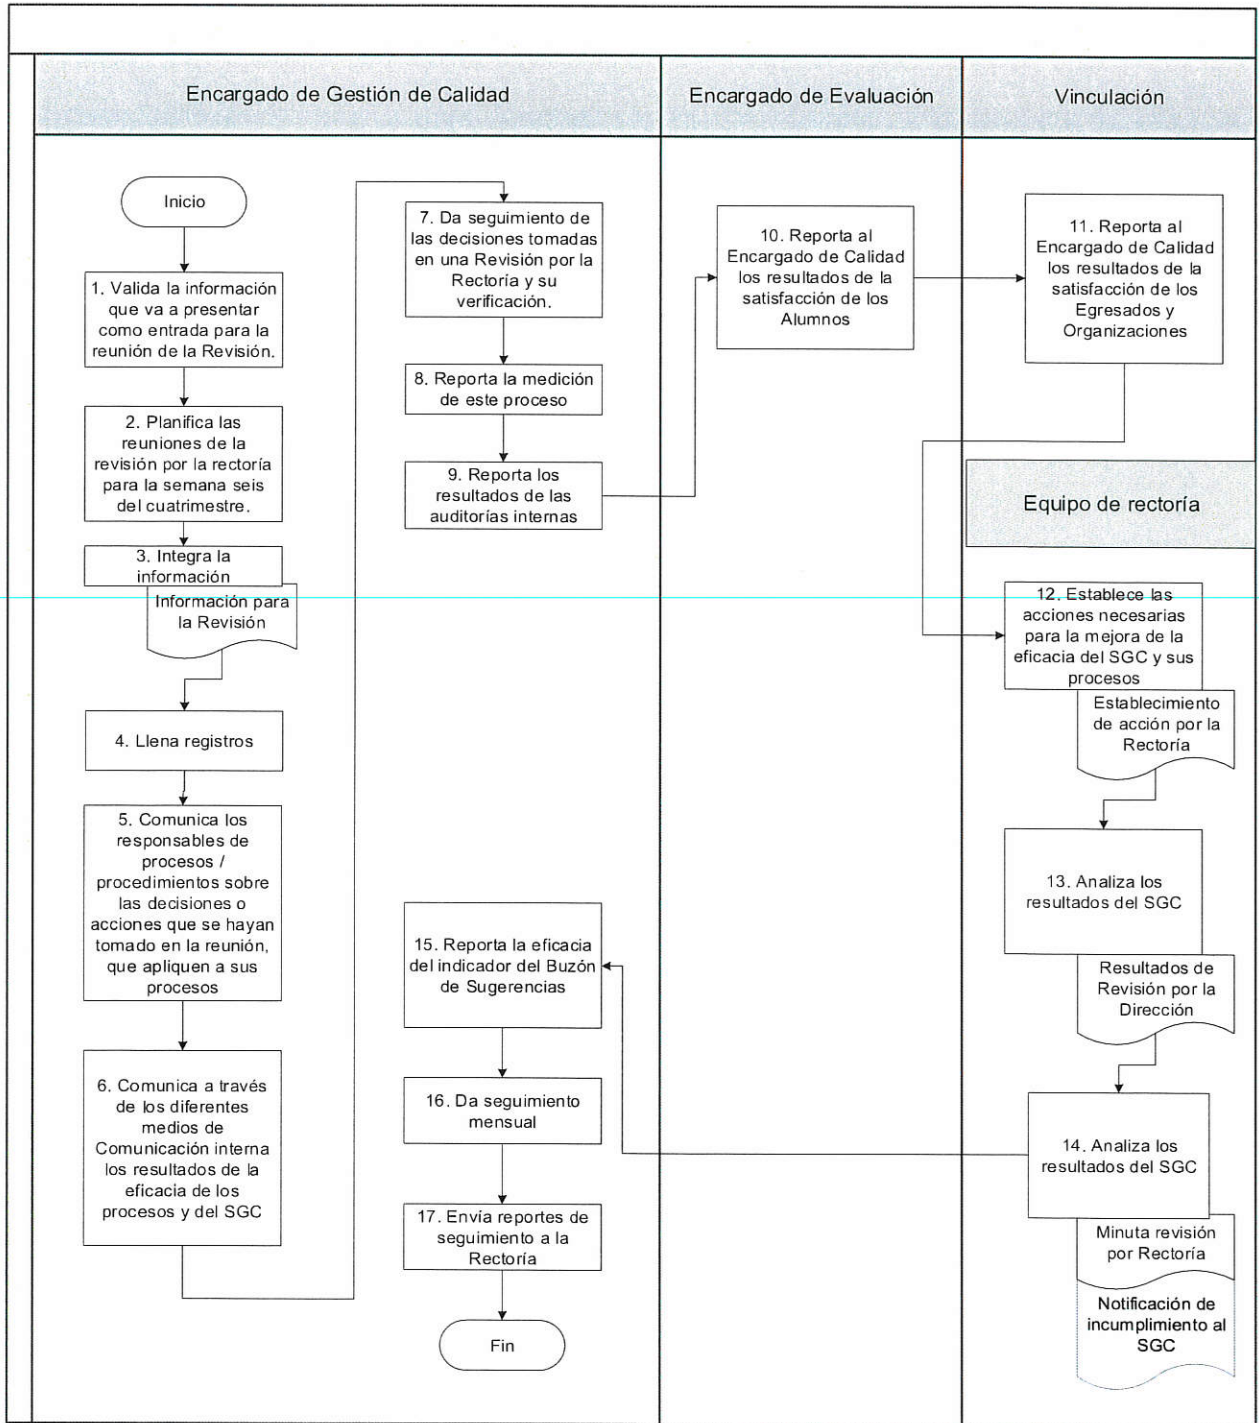 Encargado de Gestión de Calidad
Encargado de Evaluación
Vinculación
Inicio
1. Valida la información
que va a presentar
como entrada para la
reunión de la Revisión.
2. Planifica las
reuniones de la
revisión por la rectoría
para la semana seis
del cuatrimestre.
3. Integra la
información
Información para
la Revisión
4. Llena registros
5. Comunica los
responsables de
procesos /
procedimientos sobre
las decisiones o
acciones que se hayan
tomado en la reunión,
que apliquen a sus
procesos
6. Comunica a través
de los diferentes
medios de
Comunicación interna
los resultados de la
eficacia de los
procesos y del SGC
7. Da seguimiento de
las decisiones tomadas
en una Revisión por la
Rectoría y su
verificación.
8. Reporta la medición
de este proceso
9. Reporta los
resultados de las
auditorías internas
10. Reporta al
Encargado de Calidad
los resultados de la
satisfacción de los
Alumnos
11. Reporta al
Encargado de Calidad
los resultados de la
satisfacción de los
Egresados y
Organizaciones
Equipo de rectoría
12. Establece las
acciones necesarias
para la mejora de la
eficacia del SGC y sus
procesos
Establecimiento
de acción por la
Rectoría
13. Analiza los
resultados del SGC
Resultados de
Revisión por la
Dirección
14. Analiza los
resultados del SGC
Minuta revisión
por Rectoría
Notificación de
incumplimiento al
SGC
15. Reporta la eficacia
del indicador del Buzón
de Sugerencias
16. Da seguimiento
mensual
17. Envía reportes de
seguimiento a la
Rectoría
Fin